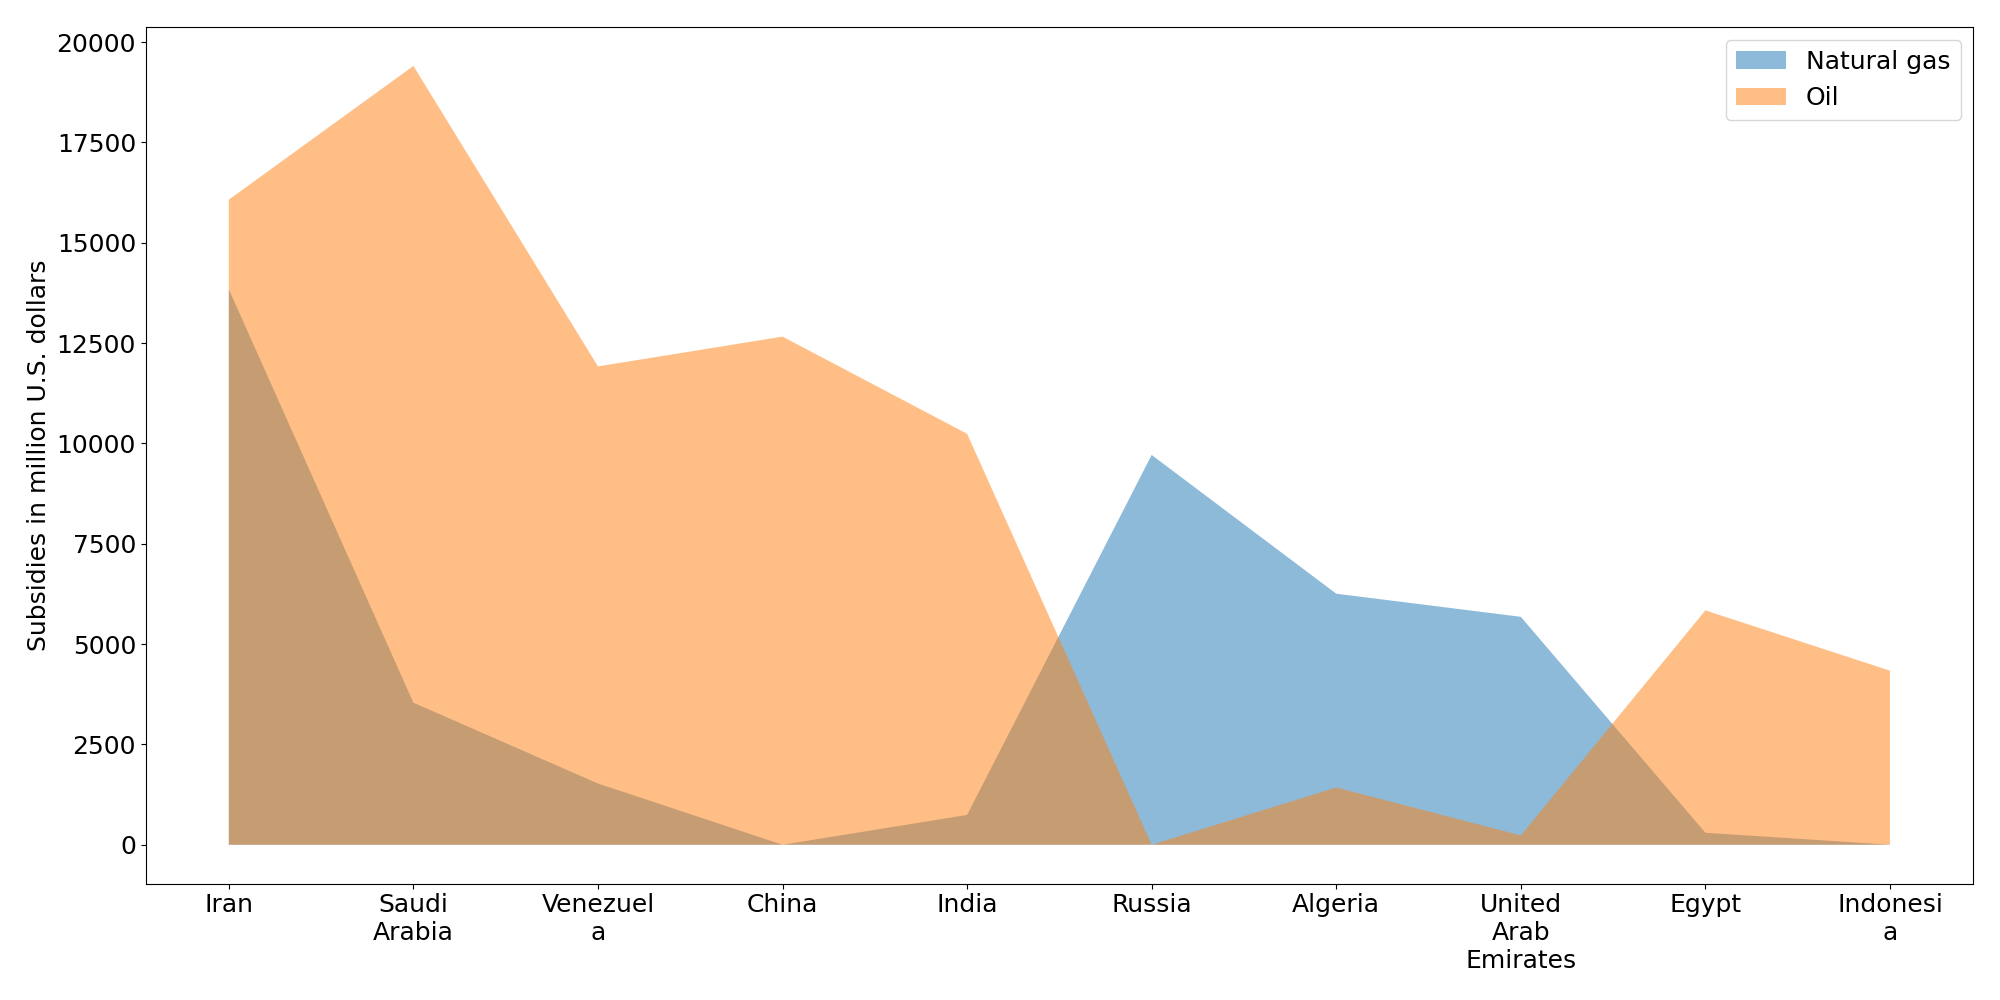 Natural gas
Oil
Subsidies in million U.S. dollars
20000
17500
15000
12500
10000
7500
5000
2500
0
Iran
Saudi
Arabia
Venezuel
a
China
India
Russia
Algeria
United
Arab
Emirates
Egypt
Indonesi
a